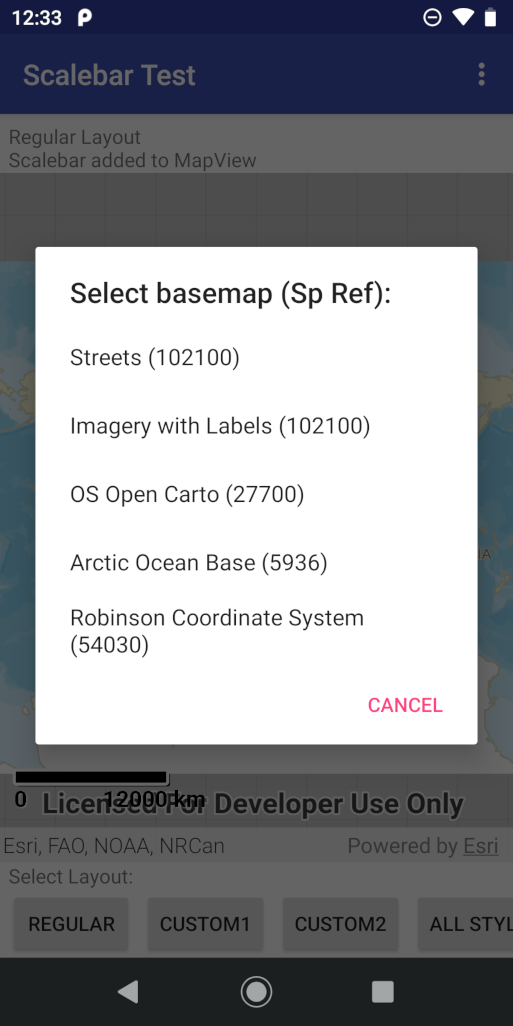 12:33
Scalebar Test
Regular Layout
Scalebar added to MapView
Select basemap (Sp Ref):
Streets (102100)
Imagery with Labels (102100)
OS Open Carto (27700)
Arctic Ocean Base (5936)
IA
Robinson Coordinate System
(54030)
CANCEL
0 12000 km
Licensed For Developer Use Only
Esri, FAO, NOAA, NRCan Powered by Esri
Select Layout:
REGULAR CUSTOM1 CUSTOM2 ALL STYL